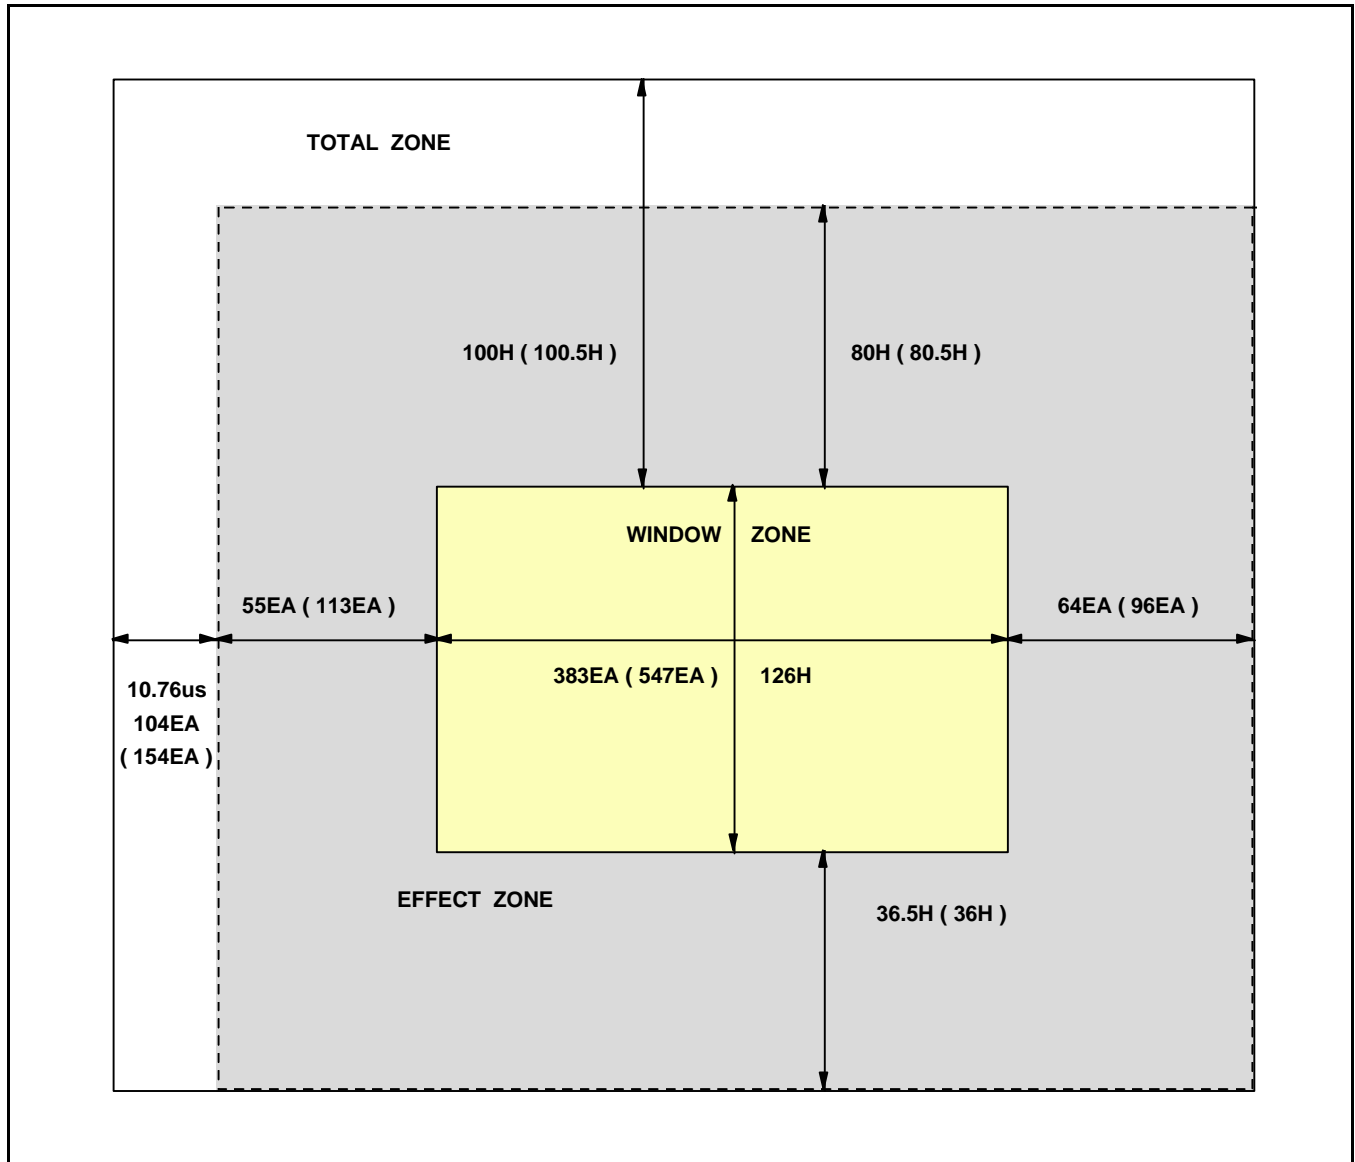 TOTAL ZONE
100H ( 100.5H )
80H ( 80.5H )
WINDOW ZONE
55EA ( 113EA )
64EA ( 96EA )
383EA ( 547EA )
126H
10.76us
104EA
( 154EA )
EFFECT ZONE
36.5H ( 36H )